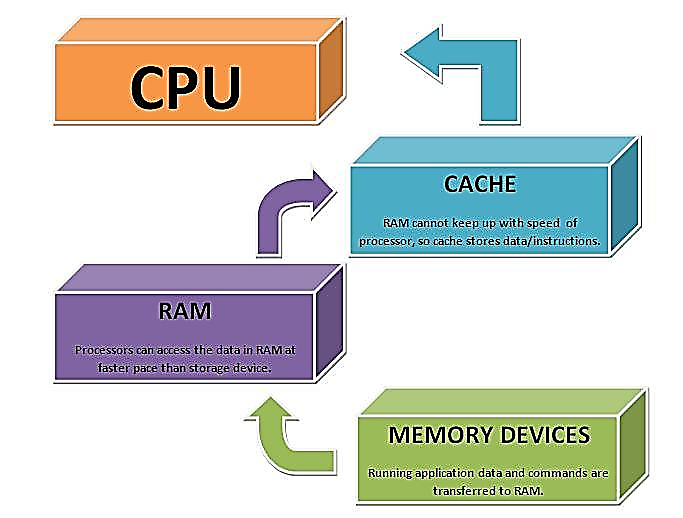 CPU
CACHE
RAM cannot keep up with speed of
processor, so cache stores data/instructions.
RAM
Processors can access the data in RAM at
faster pace than storage device.
MEMORY DEVICES
Running application data and commands are
transferred to RAM.